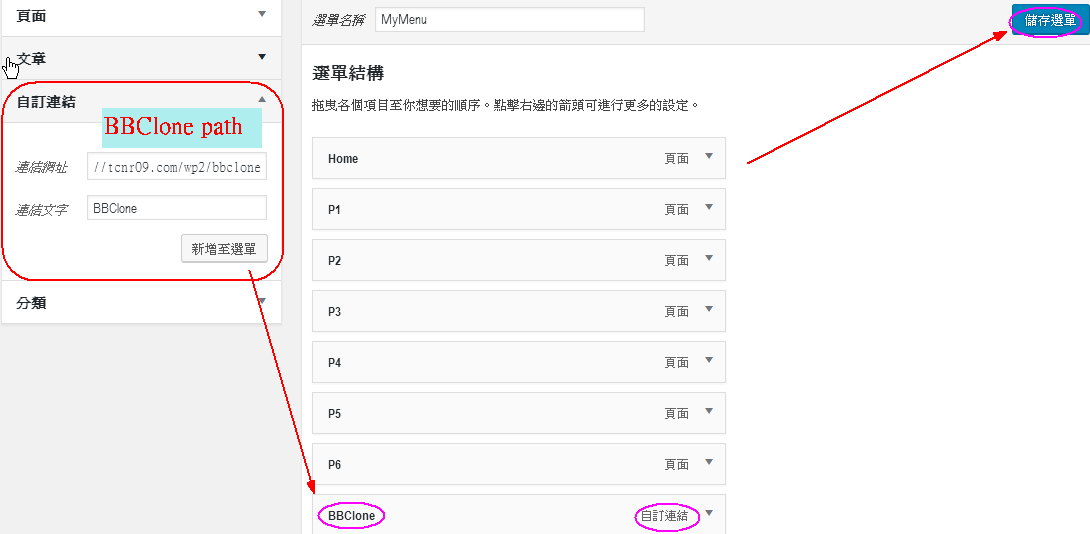 頁面
文章
自訂連結
BBClone path
連結網址 //tcnr09.com/wp2/bbclone
連結文字 BBClone
新增至選單
分類
選單名稱 MyMenu
儲存選單
選單結構
拖曳各個項目至你想要的順序。點擊右邊的箭頭可進行更多的設定。
Home 頁面
P1 頁面
P2 頁面
P3 頁面
P4 頁面
P5 頁面
P6 頁面
BBClone 自訂連結